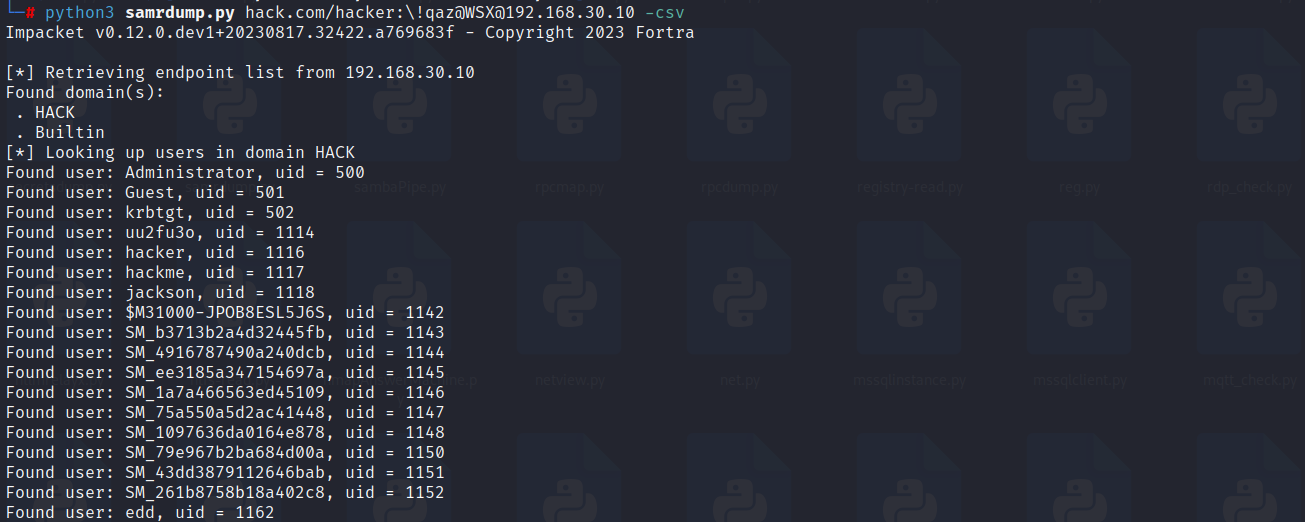 └─# python3 samrdump.py hack.com/hacker:\!qaz@WSX@192.168.30.10 -csv
Impacket v0.12.0.dev1+20230817.32422.a769683f - Copyright 2023 Fortra
[*] Retrieving endpoint list from 192.168.30.10
Found domain(s):
 . HACK
 . Builtin
[*] Looking up users in domain HACK
Found user: Administrator, uid = 500
sambaPipe.py rpcmap.py rpcdump.py registry-read.py reg.py rdp_check.py
Found user: Guest, uid = 501
Found user: krbtgt, uid = 502
Found user: uu2fu3o, uid = 1114
Found user: hacker, uid = 1116
Found user: hackme, uid = 1117
Found user: jackson, uid = 1118
Found user: $M31000-JPOB8ESL5J6S, uid = 1142
Found user: SM_b3713b2a4d32445fb, uid = 1143
Found user: SM_4916787490a240dcb, uid = 1144
Found user: SM_ee3185a347154697a, uid = 1145
netview.py net.py mssqlinstance.py mssqlclient.py mqtt_check.py
Found user: SM_1a7a466563ed45109, uid = 1146
Found user: SM_75a550a5d2ac41448, uid = 1147
Found user: SM_1097636da0164e878, uid = 1148
Found user: SM_79e967b2ba684d00a, uid = 1150
Found user: SM_43dd3879112646bab, uid = 1151
Found user: SM_261b8758b18a402c8, uid = 1152
Found user: edd, uid = 1162